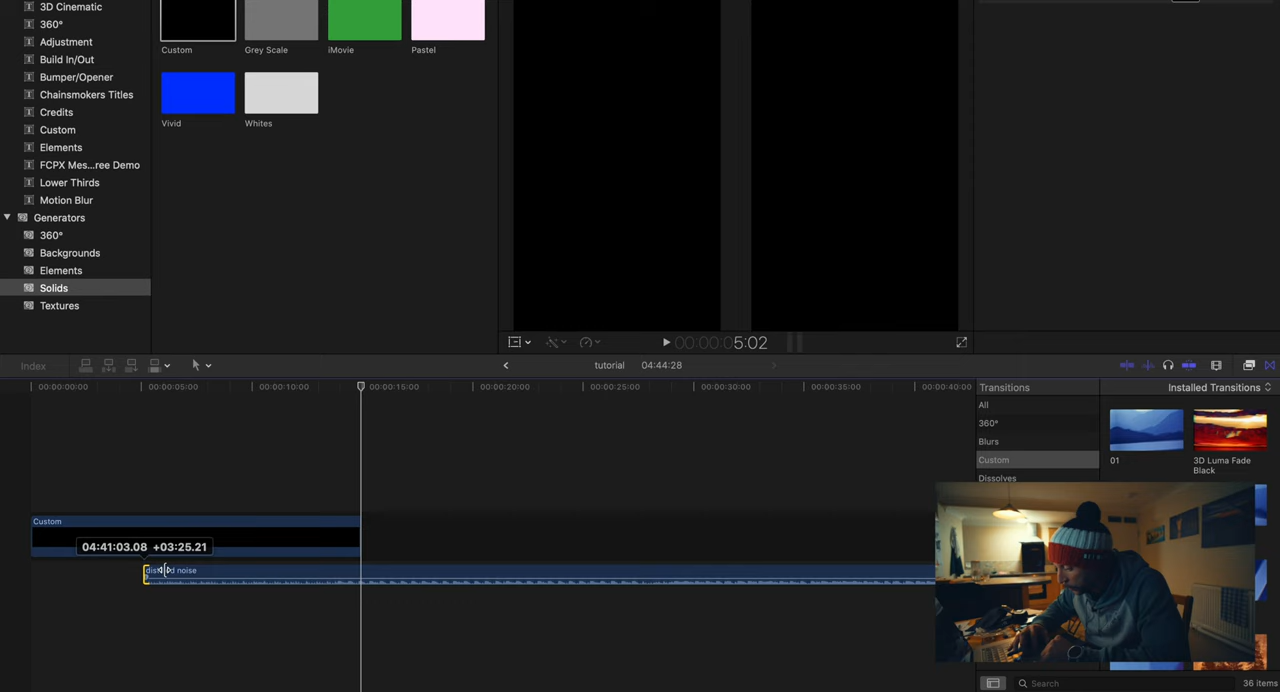 3D Cinematic
360°
Adjustment
Build In/Out
Bumper/Opener
Chainsmokers Titles
Credits
Custom
Elements
FCPX Mes...ree Demo
Lower Thirds
Motion Blur
Generators
360°
Backgrounds
Elements
Solids
Textures
Custom
Grey Scale
iMovie
Pastel
Vivid
Whites
00:00:05:02
Index
tutorial
04:44:28
00:00:00:00
00:00:05:00
00:00:10:00
00:00:15:00
00:00:20:00
00:00:25:00
00:00:30:00
00:00:35:00
00:00:40:00
Custom
04:41:03.08 +03:25.21
noise
Transitions
Installed Transitions
All
360°
Blurs
Custom
Dissolves
01
3D Luma Fade
Black
Search
36 items